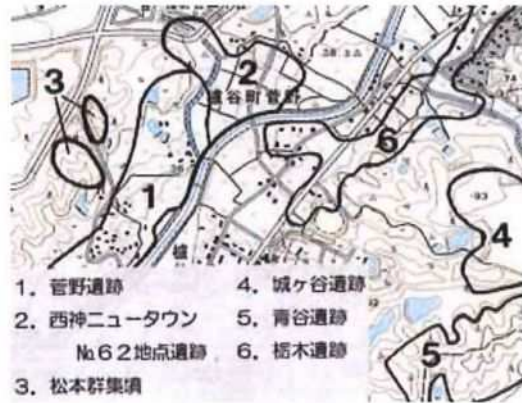 3
2
櫨谷町菅野
6
1
4
5
1. 菅野遺跡
2. 西神ニュータウン
№62地点遺跡
3. 松本群集墳
4. 城ヶ谷遺跡
5. 青谷遺跡
6. 栃木遺跡